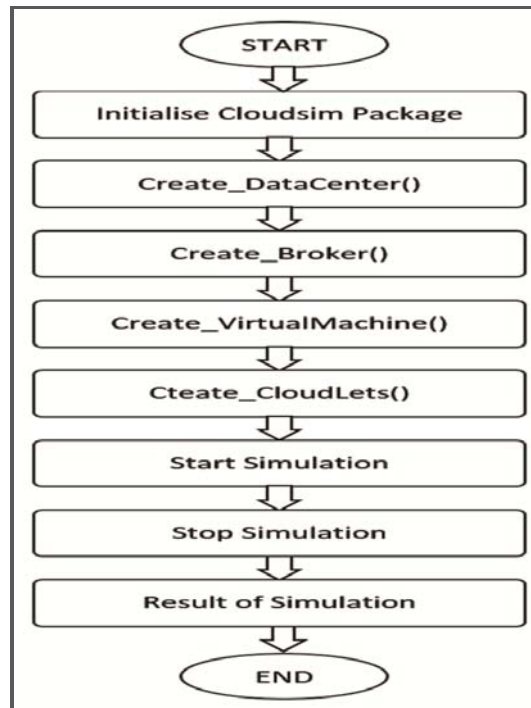 START
Initialise Cloudsim Package
Create_DataCenter()
Create_Broker()
Create_VirtualMachine()
Cteate_CloudLets()
Start Simulation
Stop Simulation
Result of Simulation
END